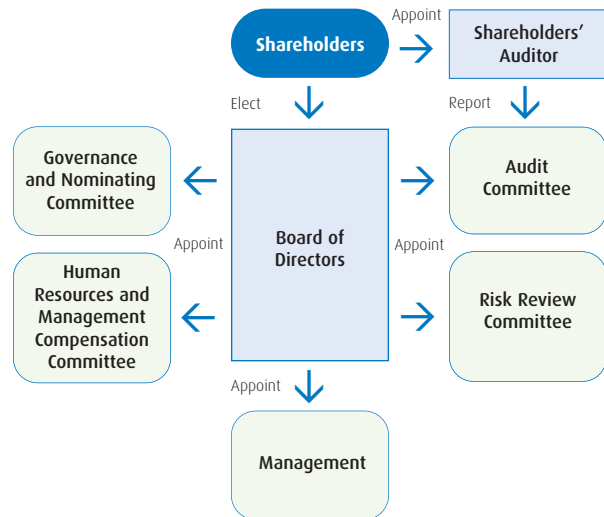 Appoint
Shareholders
Shareholders’
Auditor
Elect
Report
Governance
and Nominating
Committee
Audit
Committee
Board of
Directors
Appoint
Appoint
Human
Resources and
Management
Compensation
Committee
Risk Review
Committee
Appoint
Management